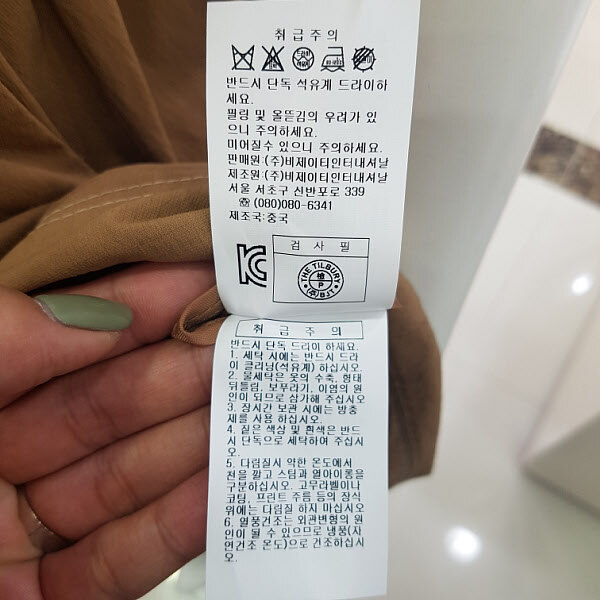 취급주의
드라이
반드시 단독 석유계 드라이하
세요.
필링 및 올뜯김의 우려가 있
으니 주의하세요.
미어질수 있으니 주의하세요.
판매원:(주)비제이티인터내셔날
제조원:(주)비제이티인터내셔날
서울 서초구 신반포로 339
☎ (080)080-6341
제조국:중국
검사필
THE TILBURY
檢
P
(주)BJT
취급주의
반드시 단독 드라이 하세요.
1. 세탁 시에는 반드시 드라
이 클리닝(석유계) 하십시오.
2. 물세탁은 옷의 수축, 형태
뒤틀림, 보푸라기, 이염의 원
인이 되므로 삼가해 주십시오
3. 장시간 보관 시에는 방충
제를 사용 하십시오.
4. 짙은 색상 및 흰색은 반드
시 단독으로 세탁하여 주십시
오.
5. 다림질시 약한 온도에서
천을 깔고 스팀과 열아이롱을
구분하십시오. 고무라벨이나
코팅, 프린트 주름 등의 장식
위에는 다림질 하지 마십시오
6. 열풍건조는 외관변형의 원
인이 될 수 있으므로 냉풍(자
연건조 온도)으로 건조하십시
오.